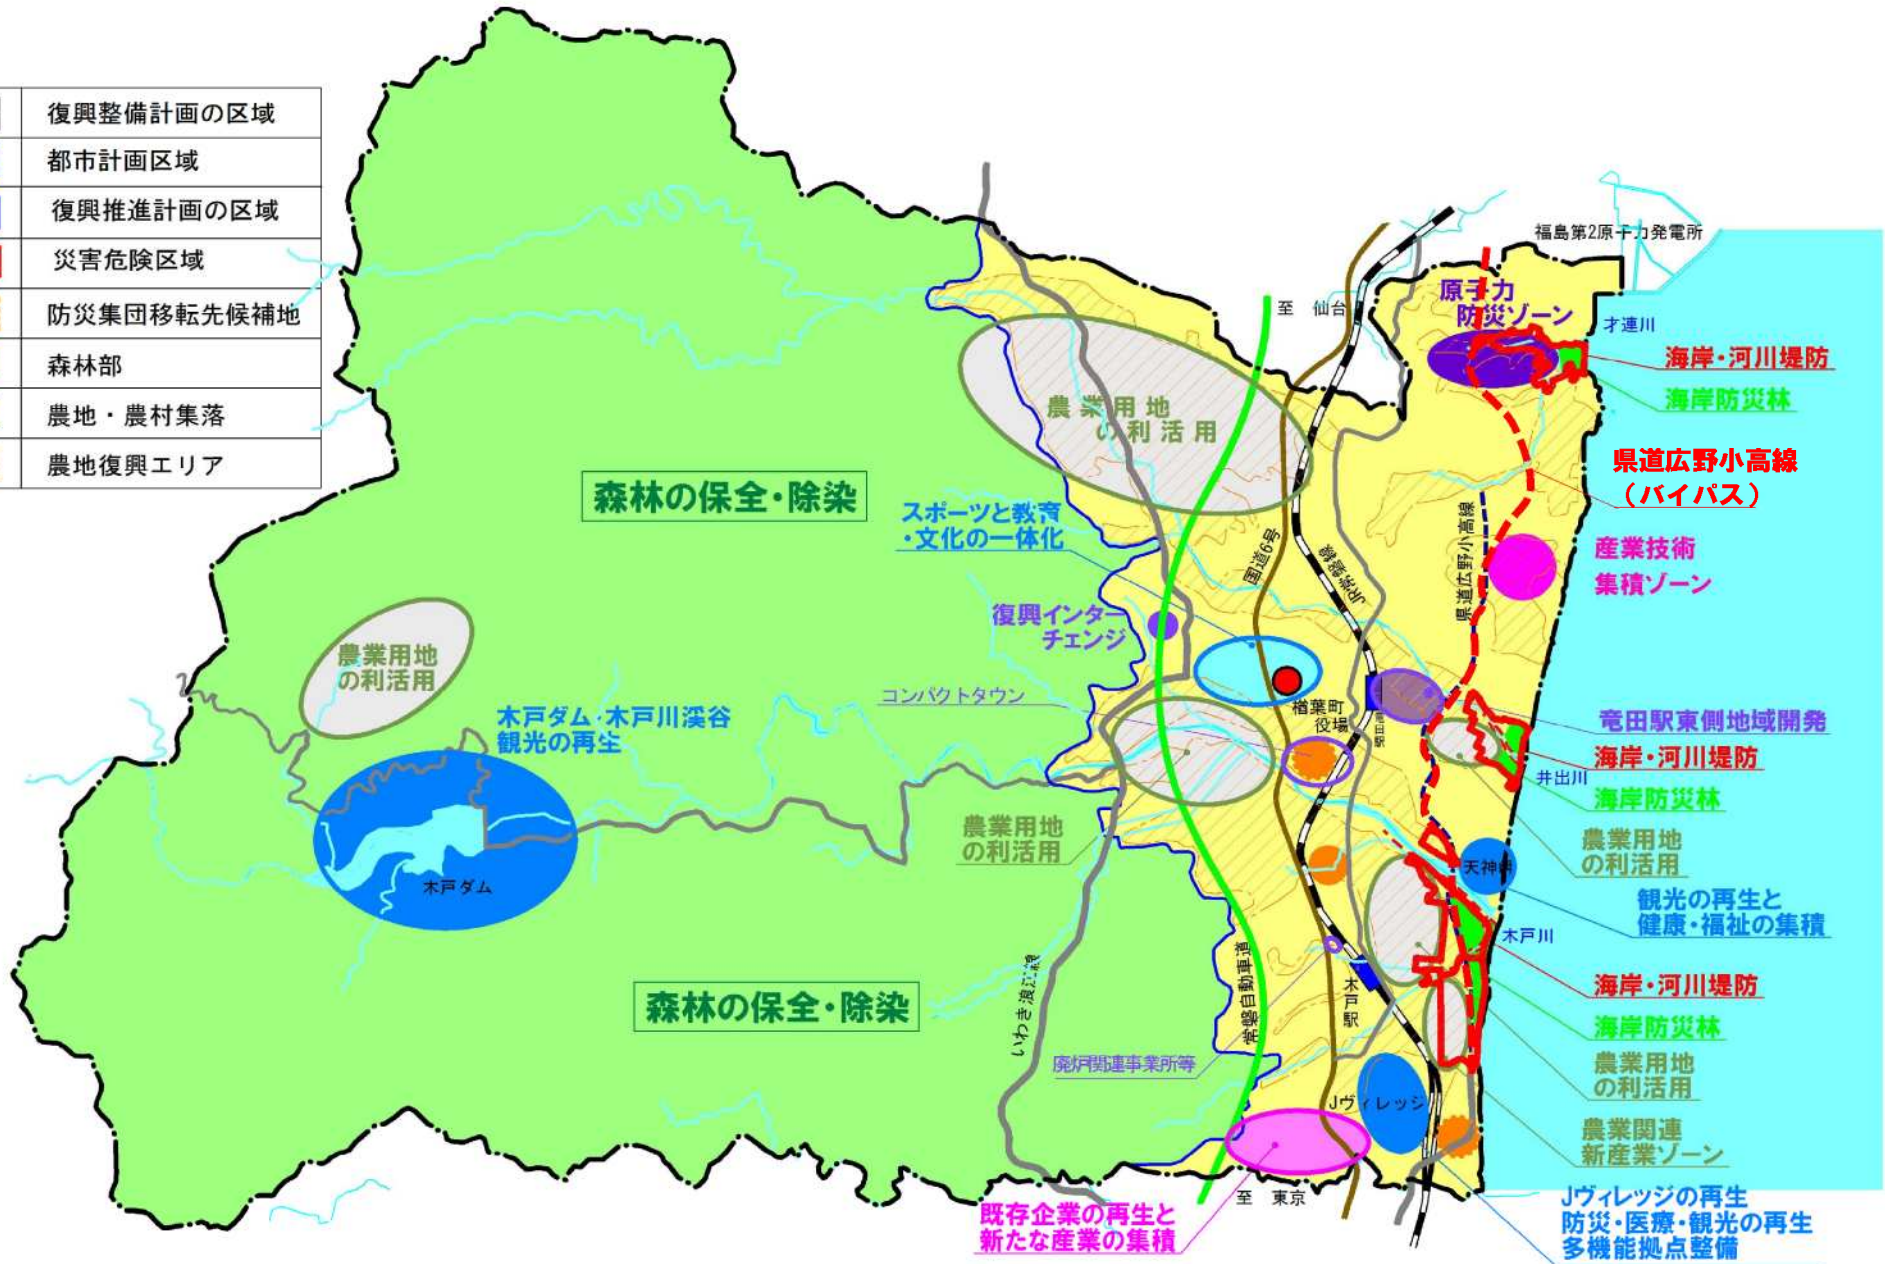 復興整備計画の区域
都市計画区域
復興推進計画の区域
災害危険区域
防災集団移転先候補地
森林部
農地・農村集落
農地復興エリア
福島第2原子力発電所
至 仙台
原子力
防災ゾーン
才連川
海岸・河川堤防
海岸防災林
農業用地
の利活用
県道広野小高線
（バイパス）
森林の保全・除染
スポーツと教育
・文化の一体化
国道6号
JR常磐線
県道広野小高線
産業技術
集積ゾーン
復興インター
チェンジ
農業用地
の利活用
コンパクトタウン
木戸ダム・木戸川渓谷
観光の再生
楢葉町
役場
竜田駅
竜田駅東側地域開発
海岸・河川堤防
井出川
海岸防災林
農業用地
の利活用
農業用地
の利活用
木戸ダム
天神岬
観光の再生と
健康・福祉の集積
木戸川
森林の保全・除染
いわき浪江線
常磐自動車道
木戸駅
海岸・河川堤防
海岸防災林
廃炉関連事業所等
農業用地
の利活用
Jヴィレッジ
農業関連
新産業ゾーン
至 東京
既存企業の再生と
新たな産業の集積
Jヴィレッジの再生
防災・医療・観光の再生
多機能拠点整備